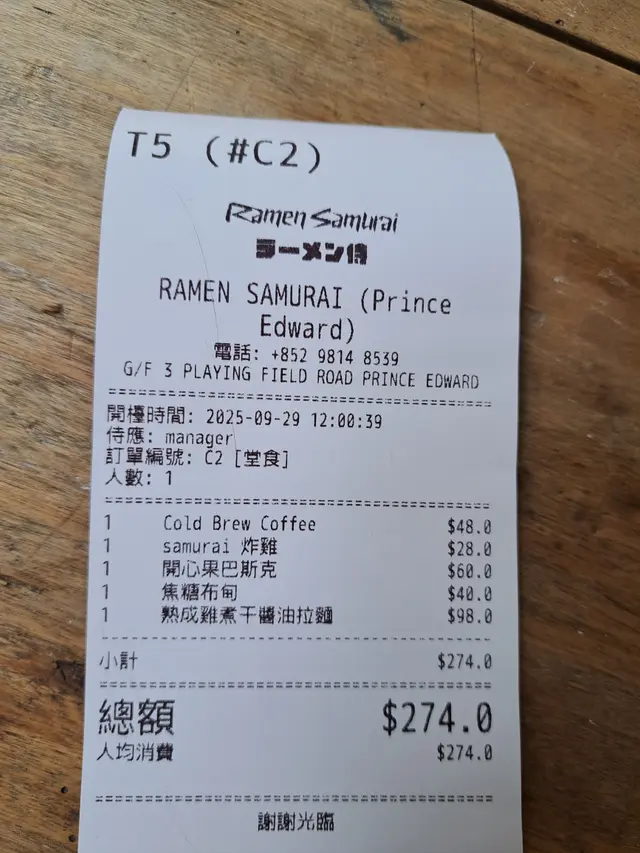 T5 (#C2)
Ramen Samurai
ラーメン侍
RAMEN SAMURAI (Prince
Edward)
電話: +852 9814 8539
G/F 3 PLAYING FIELD ROAD PRINCE EDWARD
開檯時間: 2025-09-29 12:00:39
侍應: manager
訂單編號: C2 [堂食]
人數: 1
1 Cold Brew Coffee $48.0
1 samurai 炸雞 $28.0
1 開心果巴斯克 $60.0
1 焦糖布甸 $40.0
1 熟成雞煮干醬油拉麵 $98.0
小計 $274.0
總額 $274.0
人均消費 $274.0
謝謝光臨